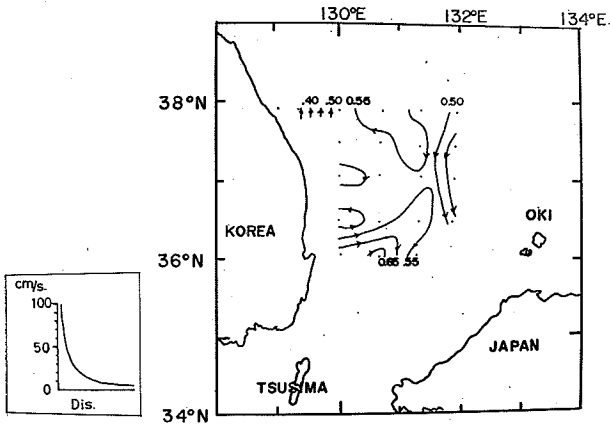 130°E 132°E 134°E
38°N
.40 .50 0.55 0.50
KOREA
OKI
36°N
0.65 .55
cm/s.
100
50
0
Dis.
JAPAN
TSUSIMA
34°N